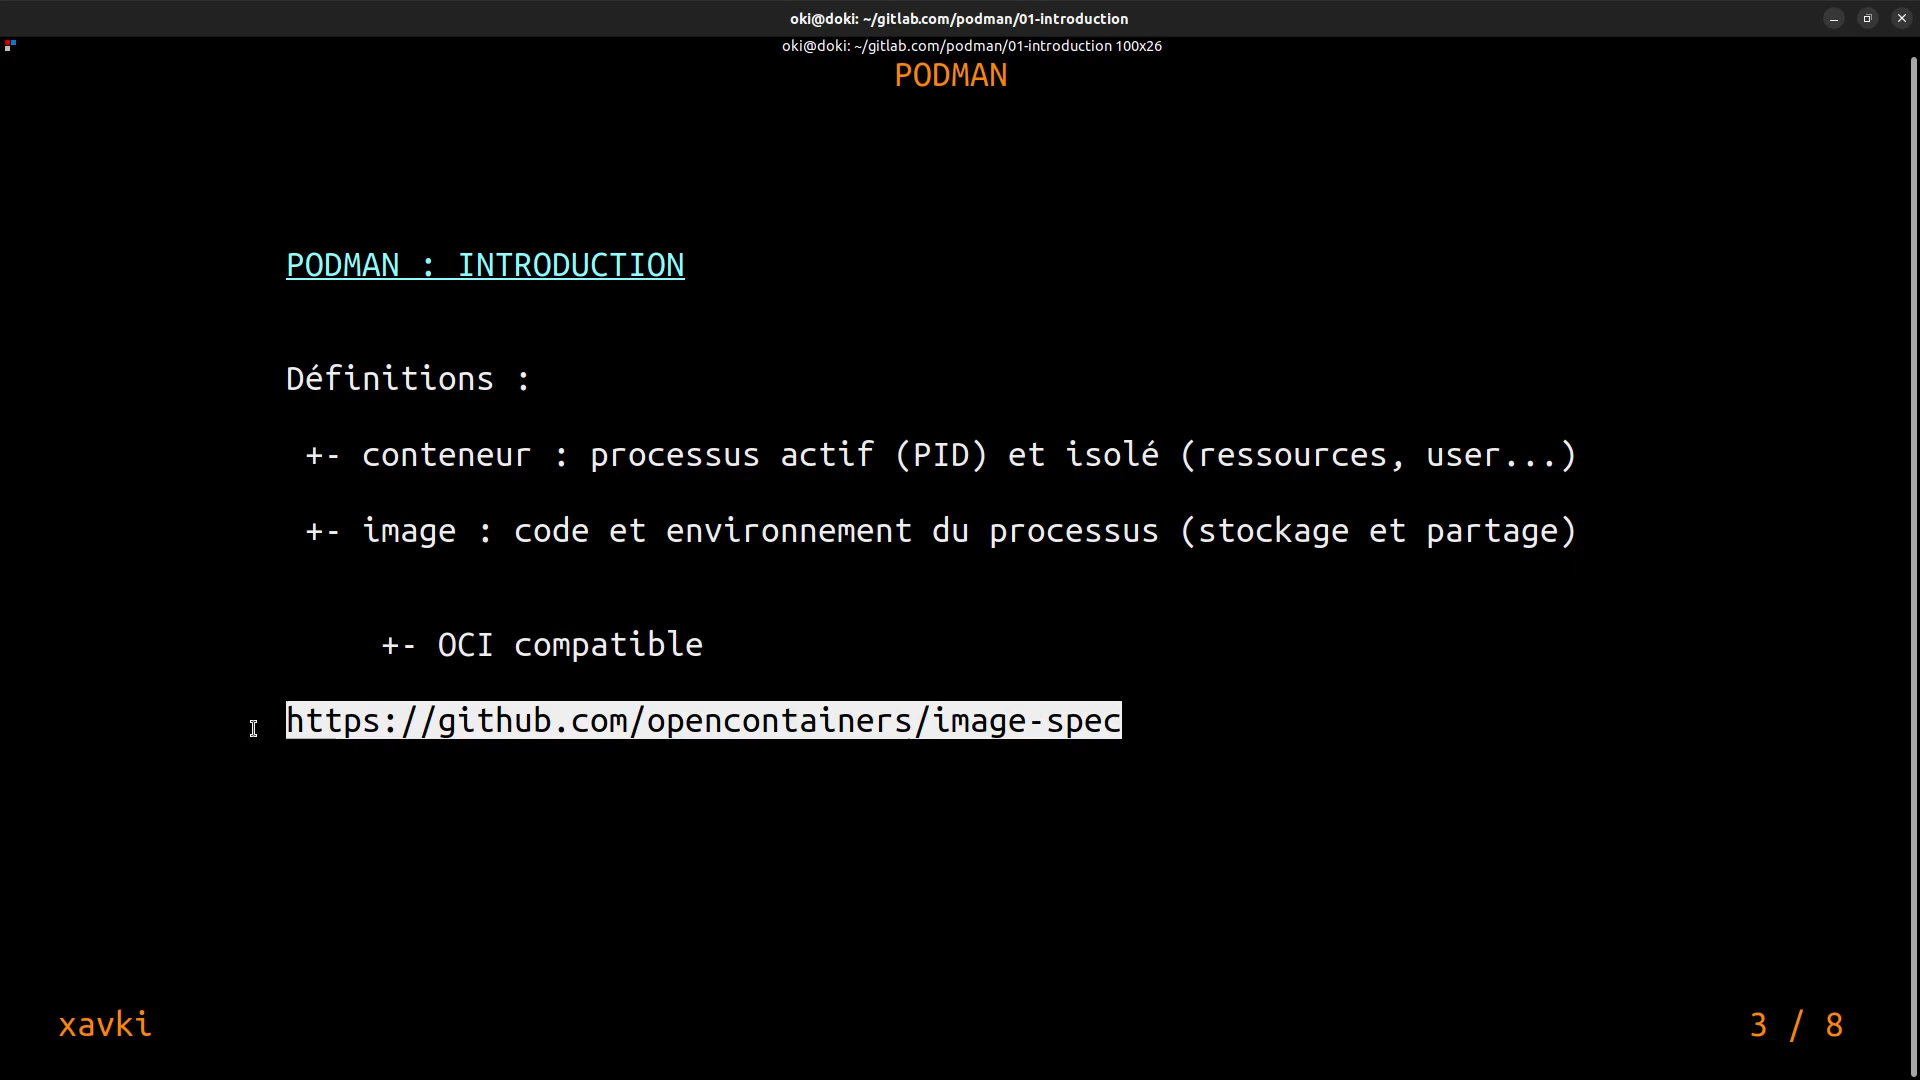 oki@doki: ~/gitlab.com/podman/01-introduction
oki@doki: ~/gitlab.com/podman/01-introduction 100x26
PODMAN
PODMAN : INTRODUCTION
Définitions :
+- conteneur : processus actif (PID) et isolé (ressources, user...)
+- image : code et environnement du processus (stockage et partage)
+- OCI compatible
https://github.com/opencontainers/image-spec
xavki
3 / 8